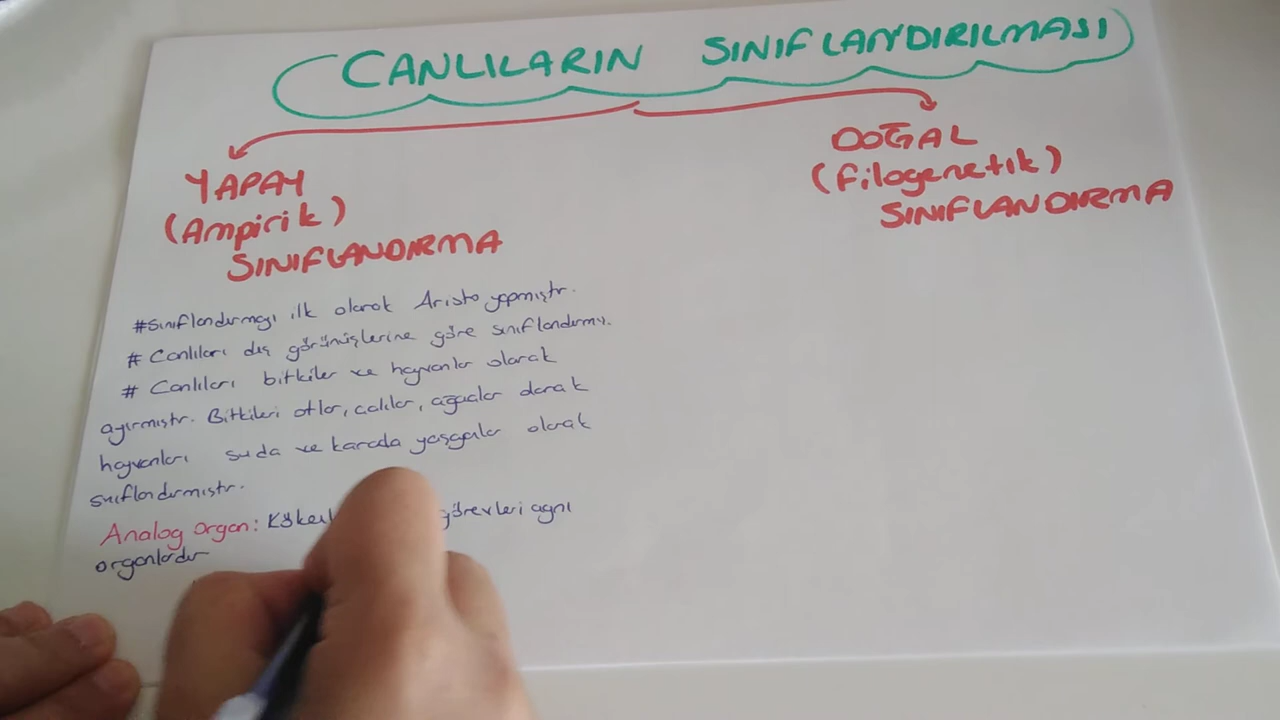 CANLILARIN SINIFLANDIRILMASI
YAPAY
(Ampirik)
SINIFLANDIRMA
DOĞAL
(filogenetik)
SINIFLANDIRMA
#Sınıflandırmayı ilk olarak Aristo yapmıştır.
# Canlıları dış görünüşlerine göre sınıflandırmış.
# Canlıları bitkiler ve hayvanlar olarak
ayırmıştır. Bitkileri otlar, çalılar, ağaçlar olarak
hayvanları suda ve karada yaşayanlar olarak
sınıflandırmıştır.
Analog organ: görevleri aynı
organlardır